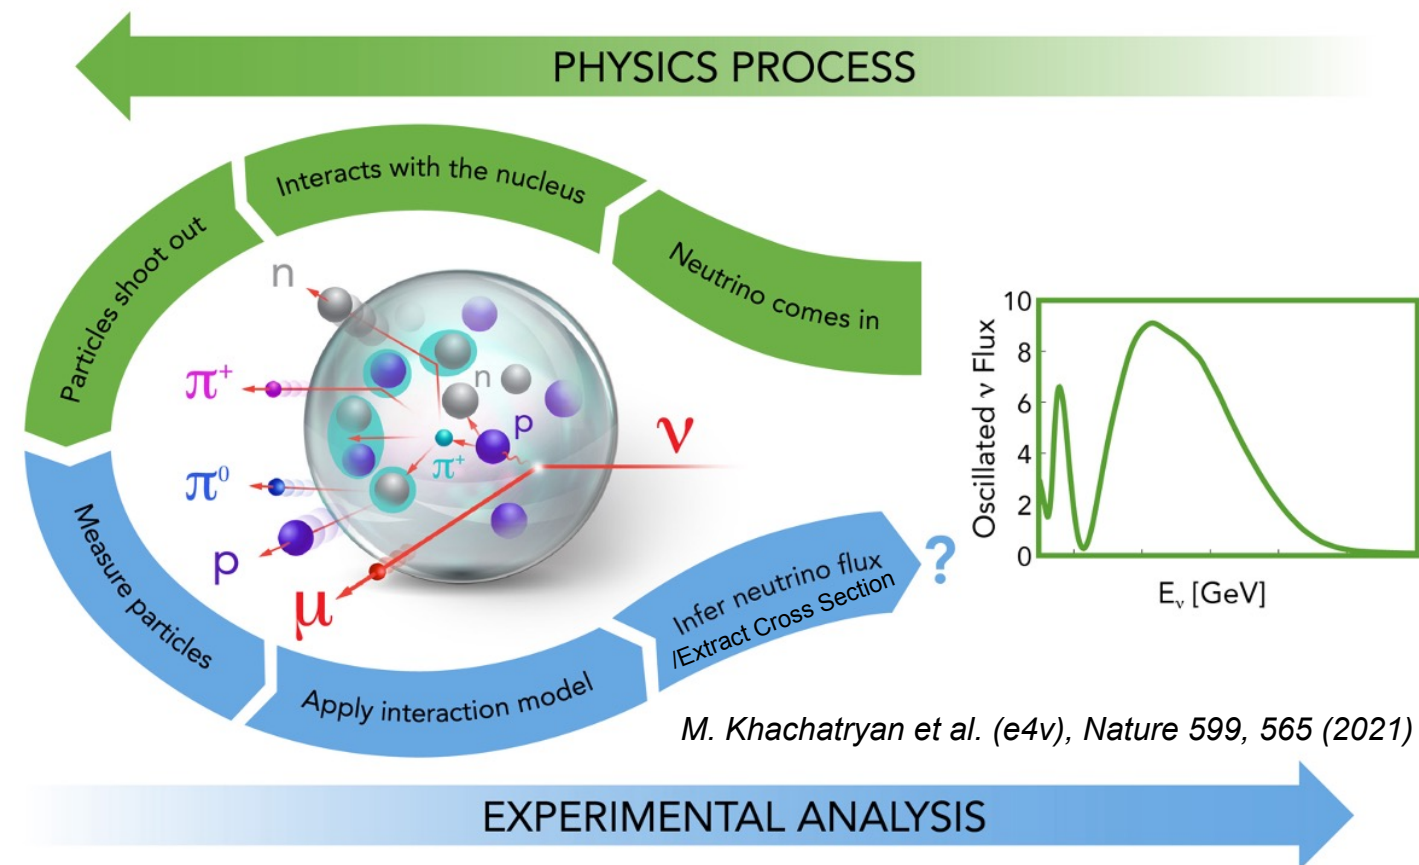 PHYSICS PROCESS
Neutrino comes in
Interacts with the nucleus
Particles shoot out
n
π⁺
π⁰
p
μ
n
p
π⁺
ν
Measure particles
Apply interaction model
Infer neutrino flux
/Extract Cross Section
?
Oscillated ν Flux
10
8
6
4
2
0
Eᵥ [GeV]
M. Khachatryan et al. (e4v), Nature 599, 565 (2021)
EXPERIMENTAL ANALYSIS